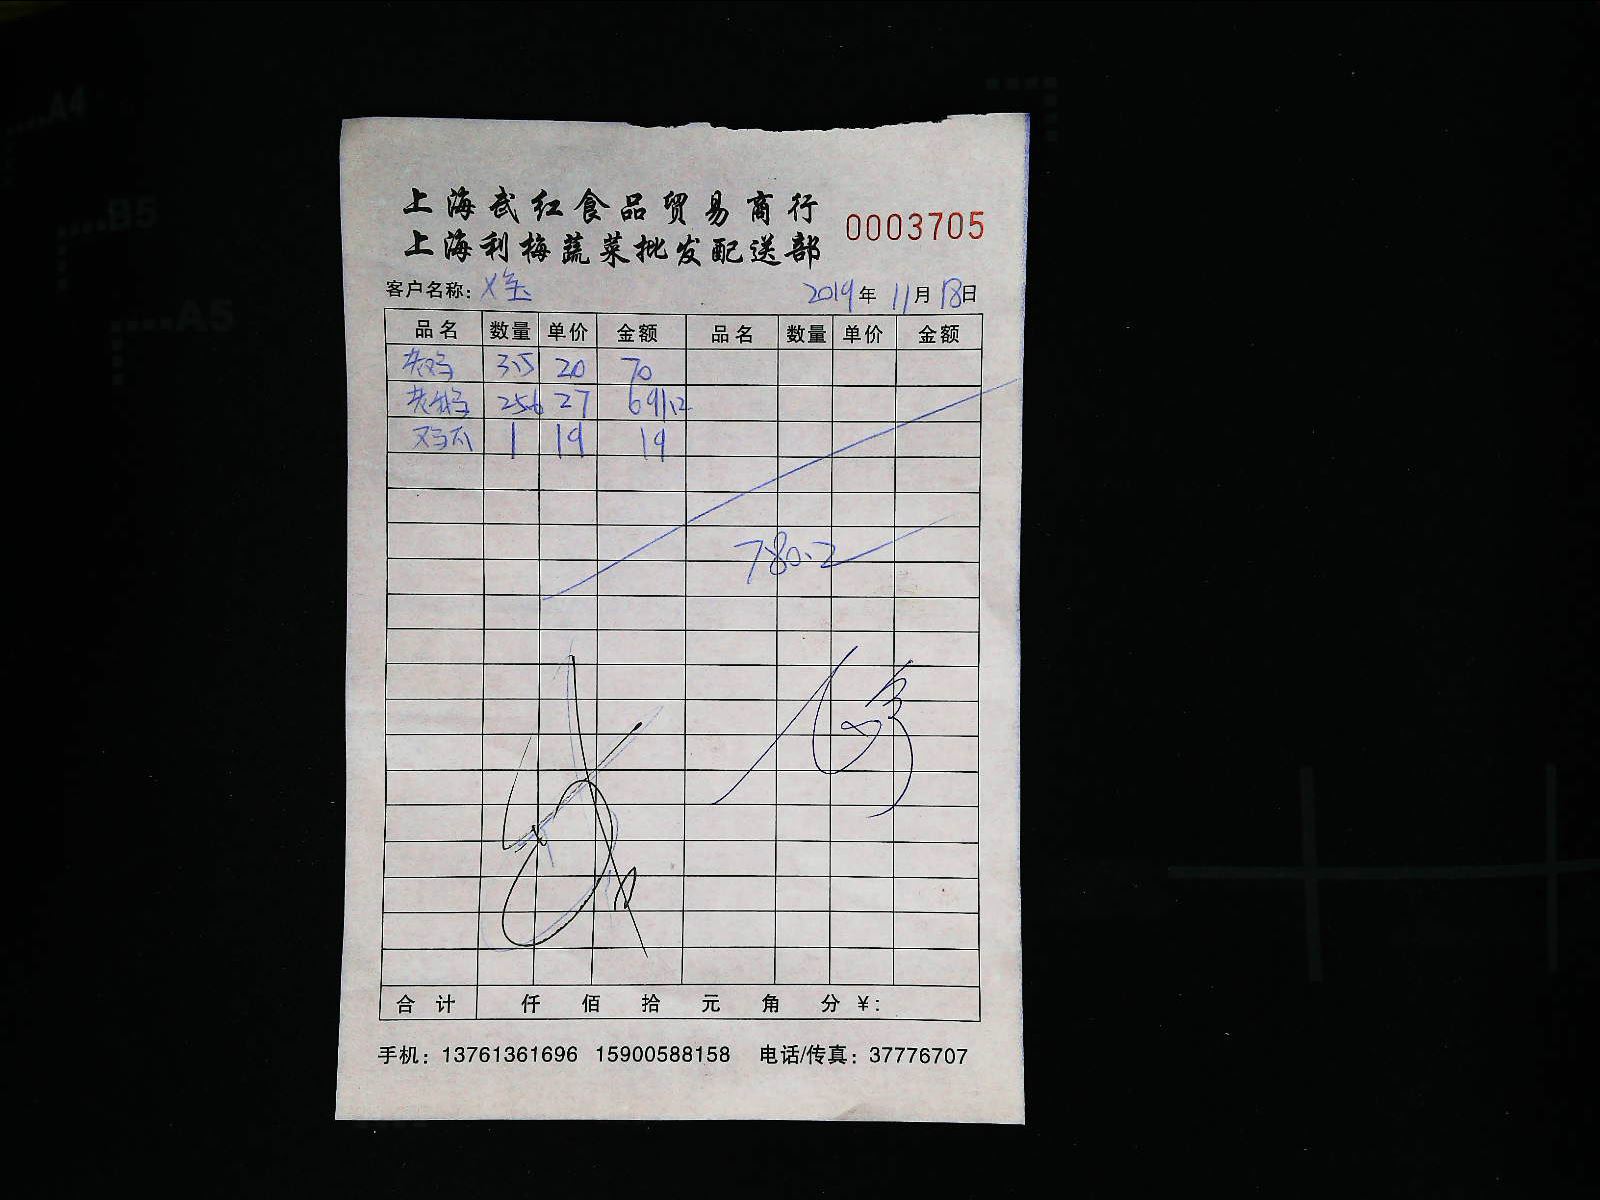 A4
B5
A5
上海武红食品贸易商行
上海利梅蔬菜批发配送部
0003705
客户名称:
2019年 11月 18日
品名 数量 单价 金额 品名 数量 单价 金额
3.5 20 70
25.6 27 691.2
1 19 19
780.2
合计 仟 佰 拾 元 角 分 ¥:
手机: 13761361696 15900588158 电话/传真: 37776707